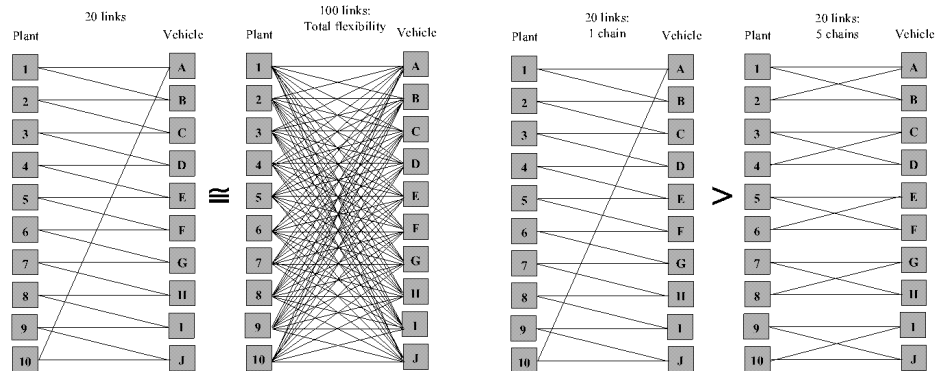 20 links
100 links:
Total flexibility
20 links:
1 chain
20 links:
5 chains
Plant Vehicle Plant Vehicle Plant Vehicle Plant Vehicle
1 A 1 A 1 A 1 A
2 B 2 B 2 B 2 B
3 C 3 C 3 C 3 C
4 D 4 D 4 D 4 D
5 E 5 E 5 E 5 E
≅ >
6 F 6 F 6 F 6 F
7 G 7 G 7 G 7 G
8 H 8 H 8 H 8 H
9 I 9 I 9 I 9 I
10 J 10 J 10 J 10 J